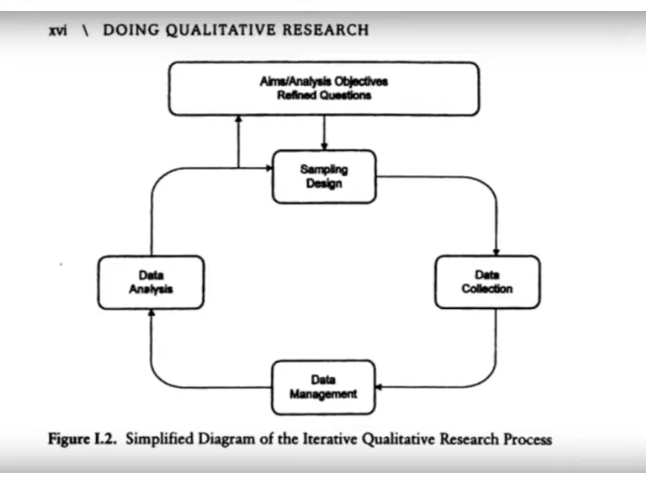 xvi \ DOING QUALITATIVE RESEARCH
Aims/Analysis Objectives
Refined Questions
Sampling
Design
Data
Analysis
Data
Collection
Data
Management
Figure I.2. Simplified Diagram of the Iterative Qualitative Research Process